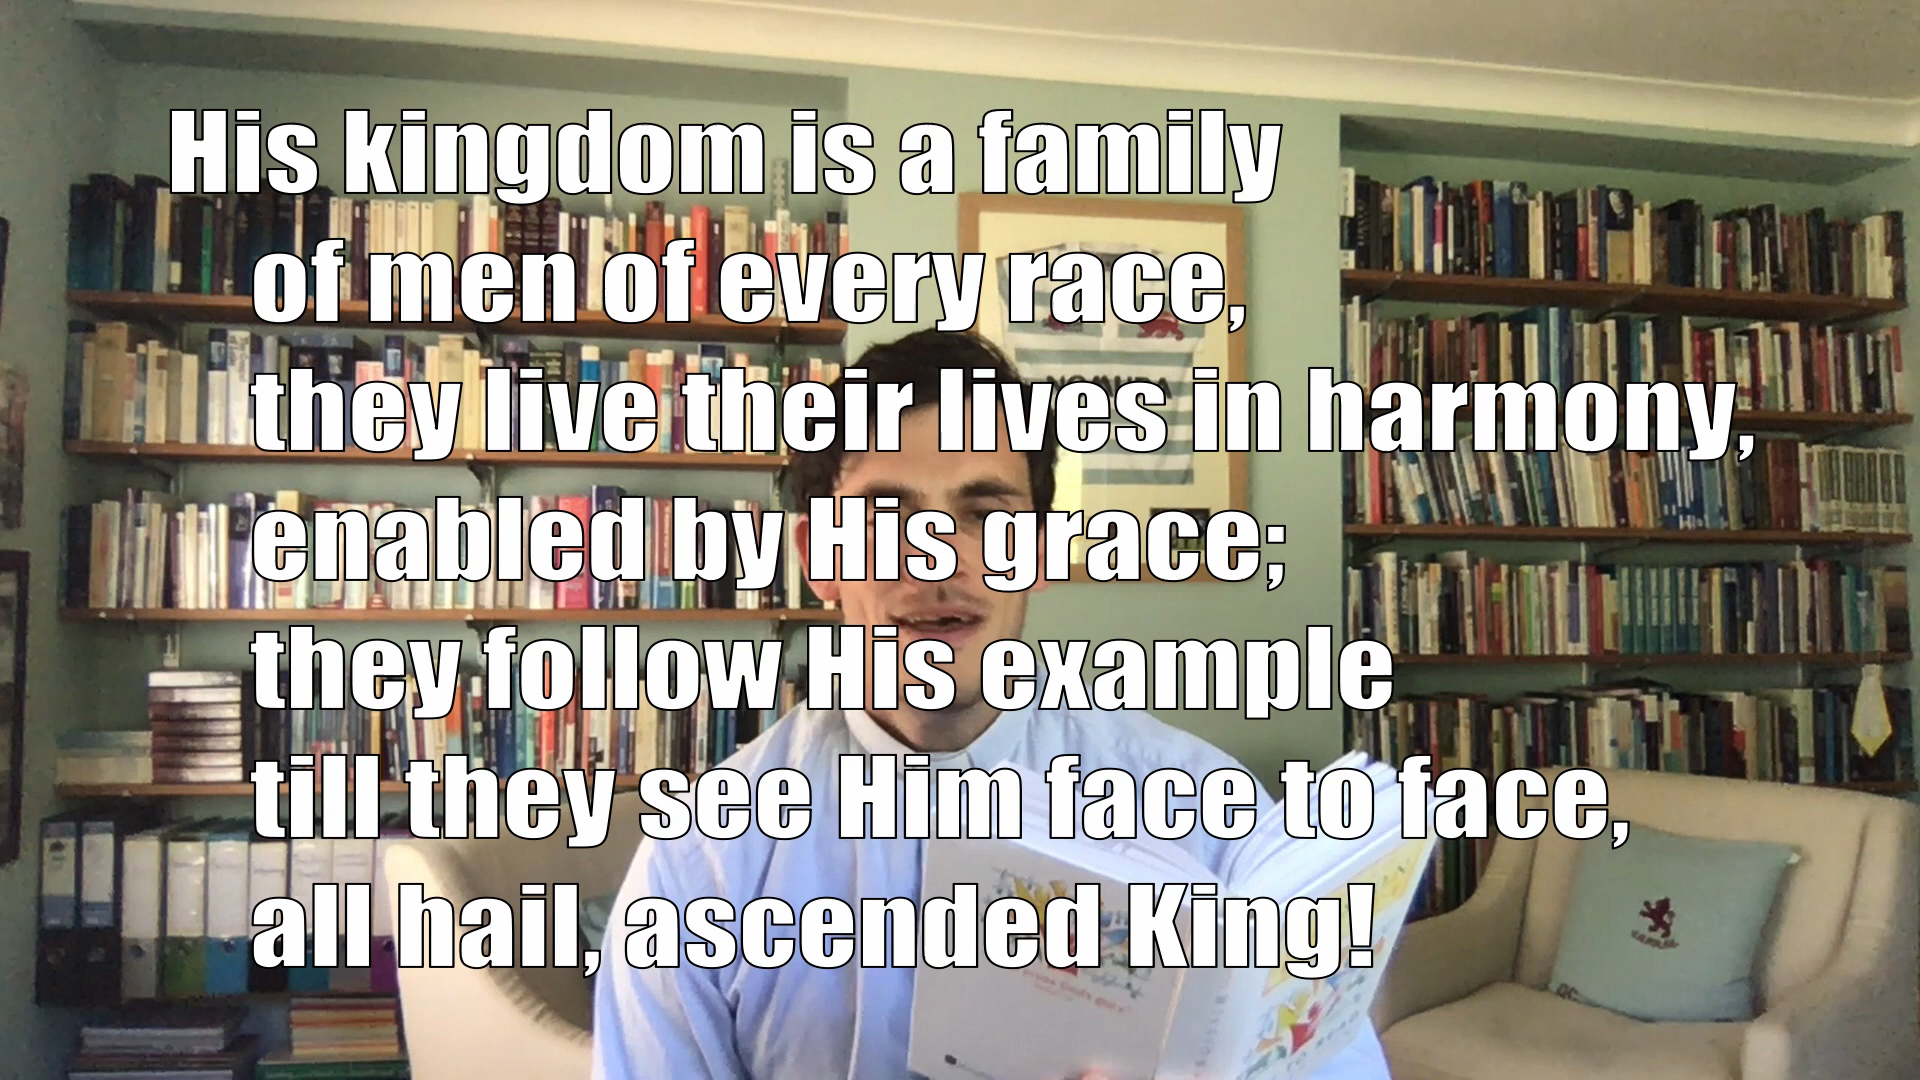 His kingdom is a family
of men of every race,
they live their lives in harmony,
enabled by His grace;
they follow His example
till they see Him face to face,
all hail, ascended King!